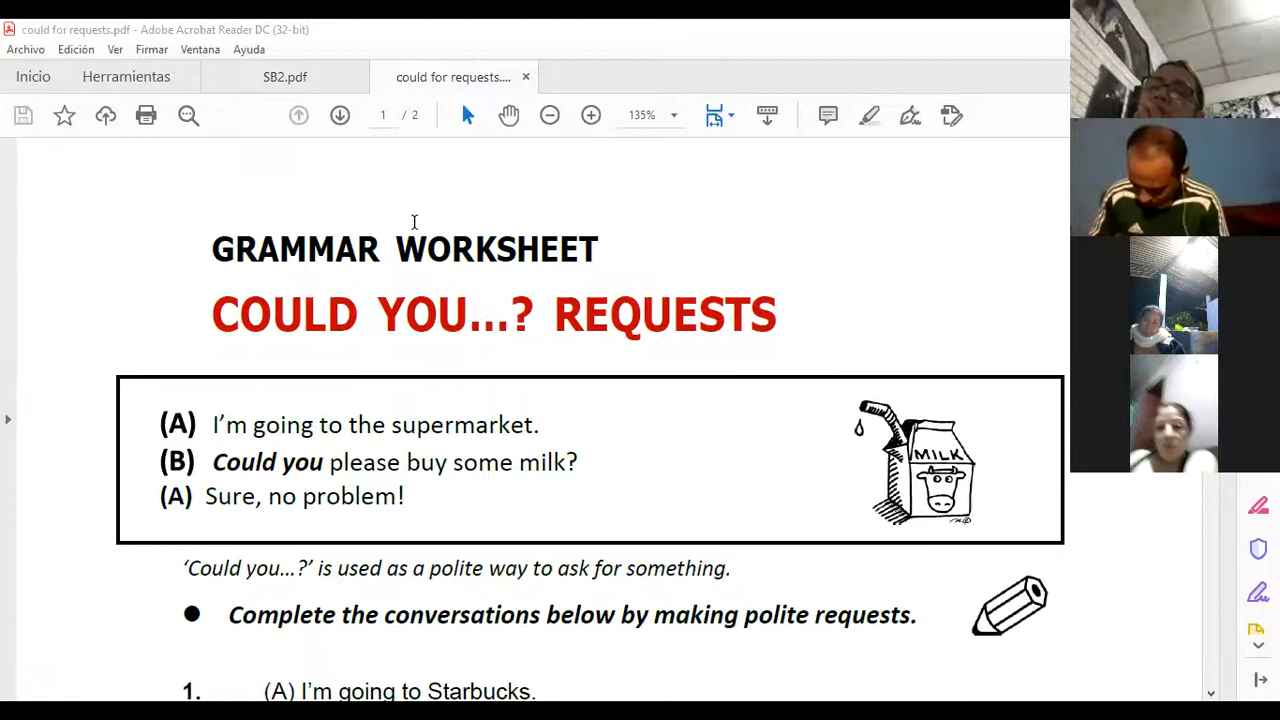 could for requests.pdf - Adobe Acrobat Reader DC (32-bit)
Archivo Edición Ver Firmar Ventana Ayuda
Inicio Herramientas SB2.pdf could for requests.... ×
1 / 2 135%
GRAMMAR WORKSHEET
COULD YOU...? REQUESTS
(A) I'm going to the supermarket.
(B) Could you please buy some milk?
(A) Sure, no problem!
MILK
‘Could you...?’ is used as a polite way to ask for something.
● Complete the conversations below by making polite requests.
1. (A) I'm going to Starbucks.